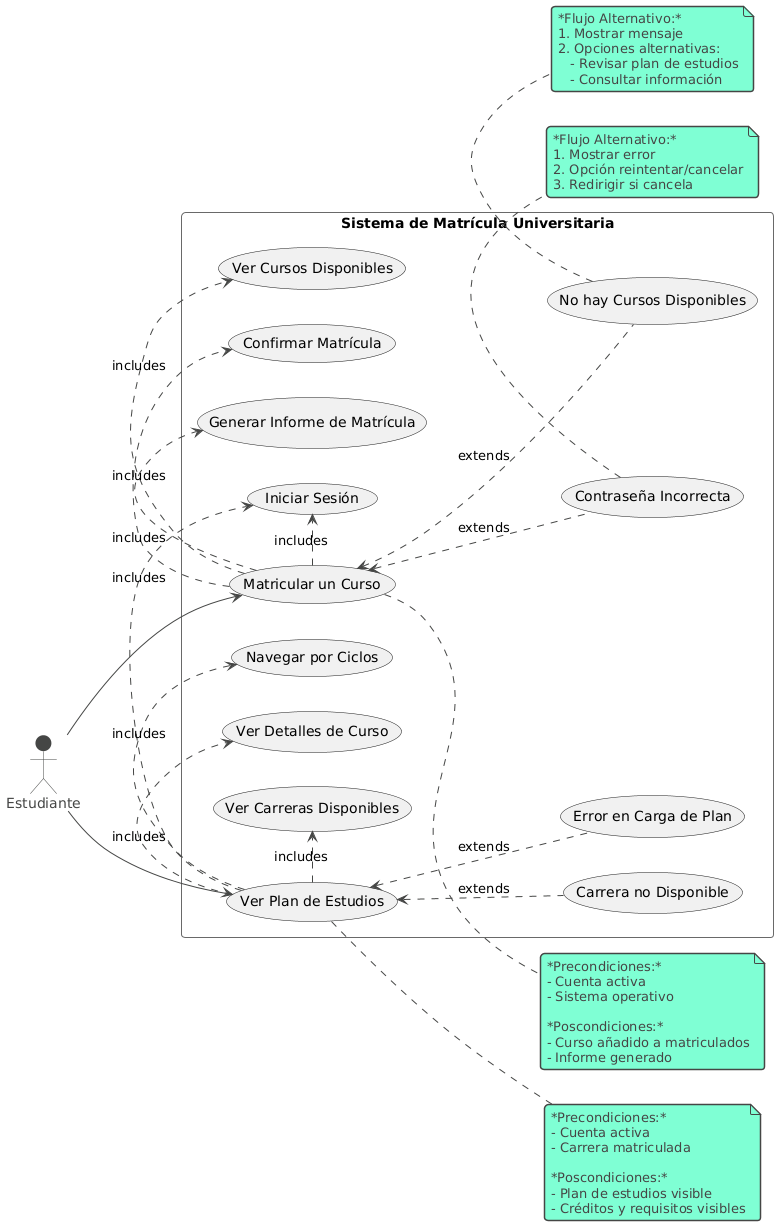 *Flujo Alternativo:*
1. Mostrar mensaje
2. Opciones alternativas:
- Revisar plan de estudios
- Consultar información
*Flujo Alternativo:*
1. Mostrar error
2. Opción reintentar/cancelar
3. Redirigir si cancela
Sistema de Matrícula Universitaria
Ver Cursos Disponibles
No hay Cursos Disponibles
Confirmar Matrícula
includes
Generar Informe de Matrícula
extends
includes
Iniciar Sesión
Contraseña Incorrecta
extends
includes
includes
includes
Matricular un Curso
Navegar por Ciclos
Ver Detalles de Curso
includes
Estudiante
Ver Carreras Disponibles
Error en Carga de Plan
includes
includes
extends
extends
Ver Plan de Estudios
Carrera no Disponible
*Precondiciones:*
- Cuenta activa
- Sistema operativo
*Poscondiciones:*
- Curso añadido a matriculados
- Informe generado
*Precondiciones:*
- Cuenta activa
- Carrera matriculada
*Poscondiciones:*
- Plan de estudios visible
- Créditos y requisitos visibles